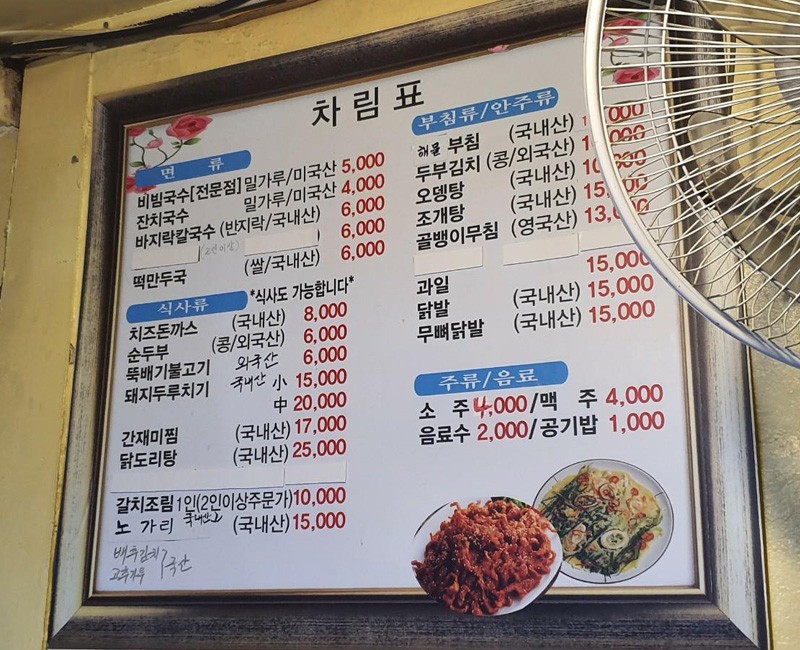 차림표
면 류
비빔국수[전문점] 밀가루/미국산 5,000
잔치국수 밀가루/미국산 4,000
바지락칼국수 (반지락/국내산) 6,000
6,000
떡만두국 (쌀/국내산) 6,000
식사류 *식사도 가능합니다*
치즈돈까스 (국내산) 8,000
순두부 (콩/외국산) 6,000
뚝배기불고기 외국산 6,000
돼지두루치기 국내산 小 15,000
中 20,000
간재미찜 (국내산) 17,000
닭도리탕 (국내산) 25,000
갈치조림 1인(2인이상주문가) 10,000
노 가리 (국내산) 15,000
배추김치
고추가루 국산
부침류/안주류
해물 부침 (국내산)
두부김치 (콩/외국산)
오뎅탕 (국내산)
조개탕 (국내산)
골뱅이무침 (영국산) 13,000
과일 15,000
닭발 (국내산) 15,000
무뼈닭발 (국내산) 15,000
주류/음료
소 주 4,000/맥 주 4,000
음료수 2,000/공기밥 1,000